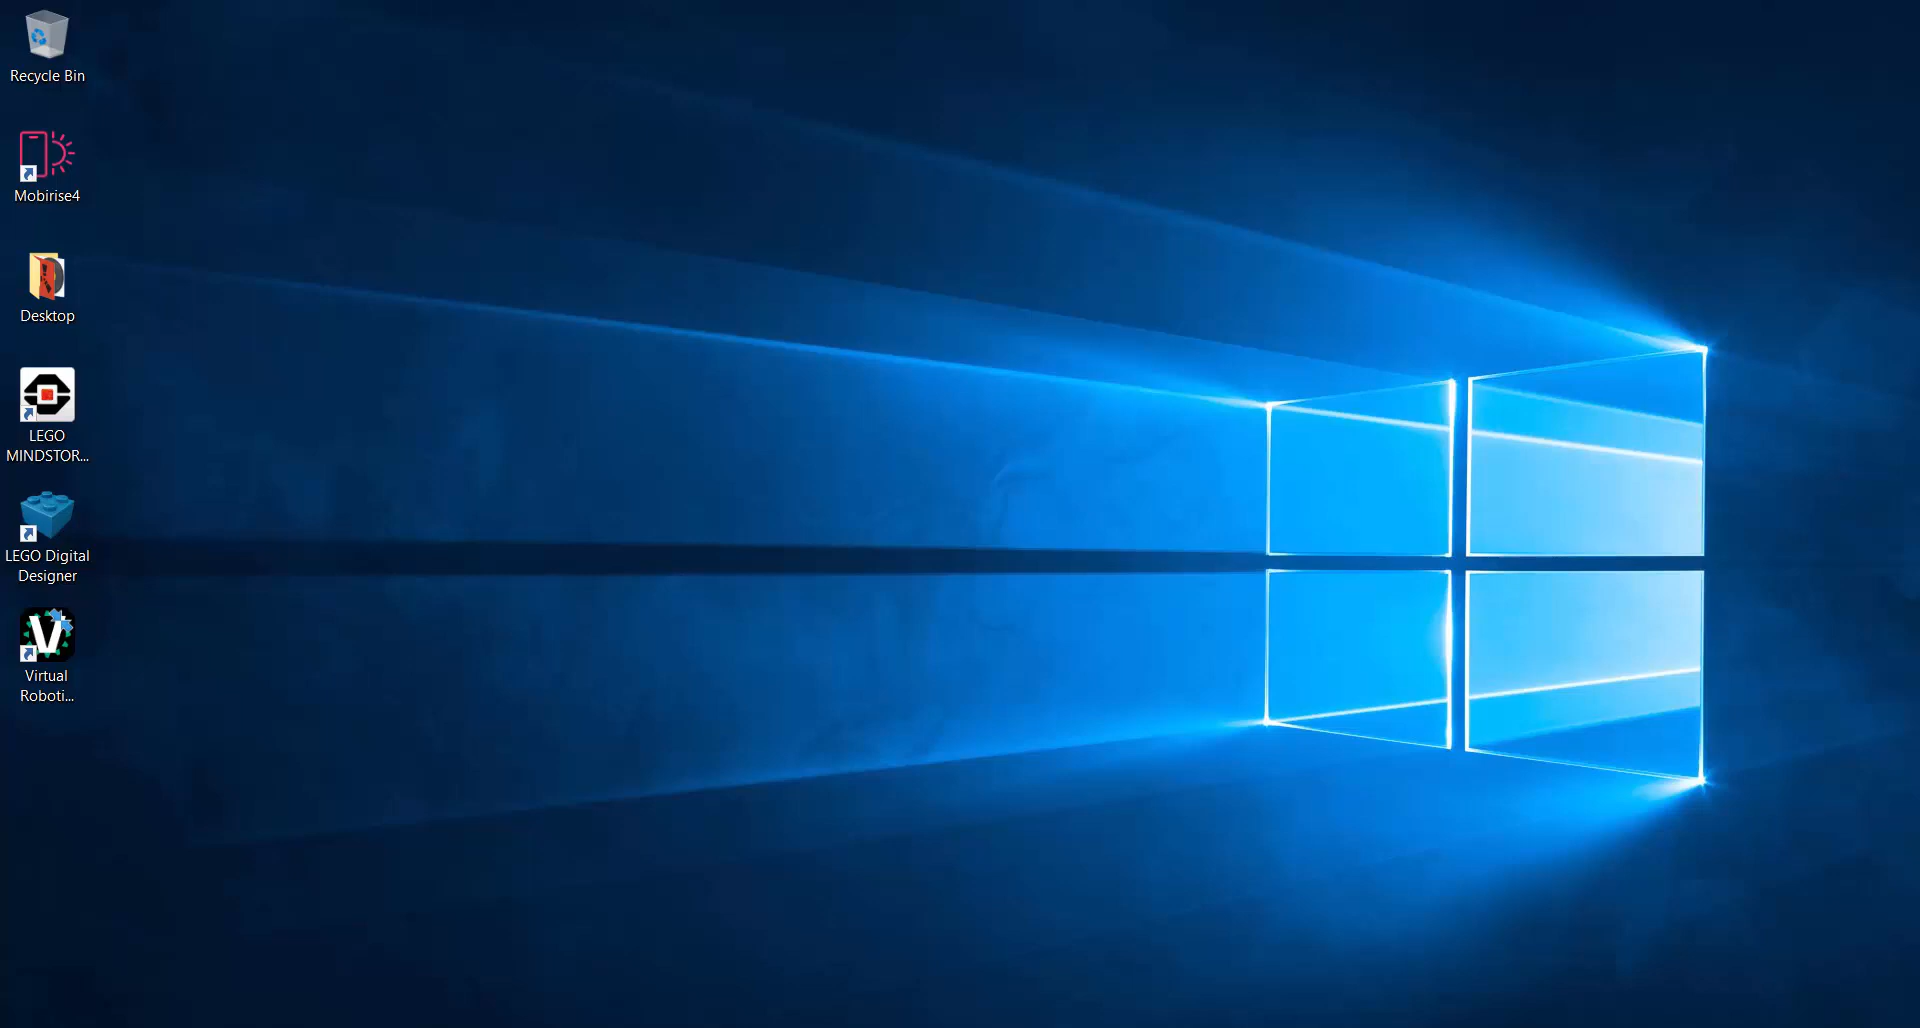 Recycle Bin
Mobirise4
Desktop
LEGO
MINDSTOR...
LEGO Digital
Designer
V
Virtual
Roboti...